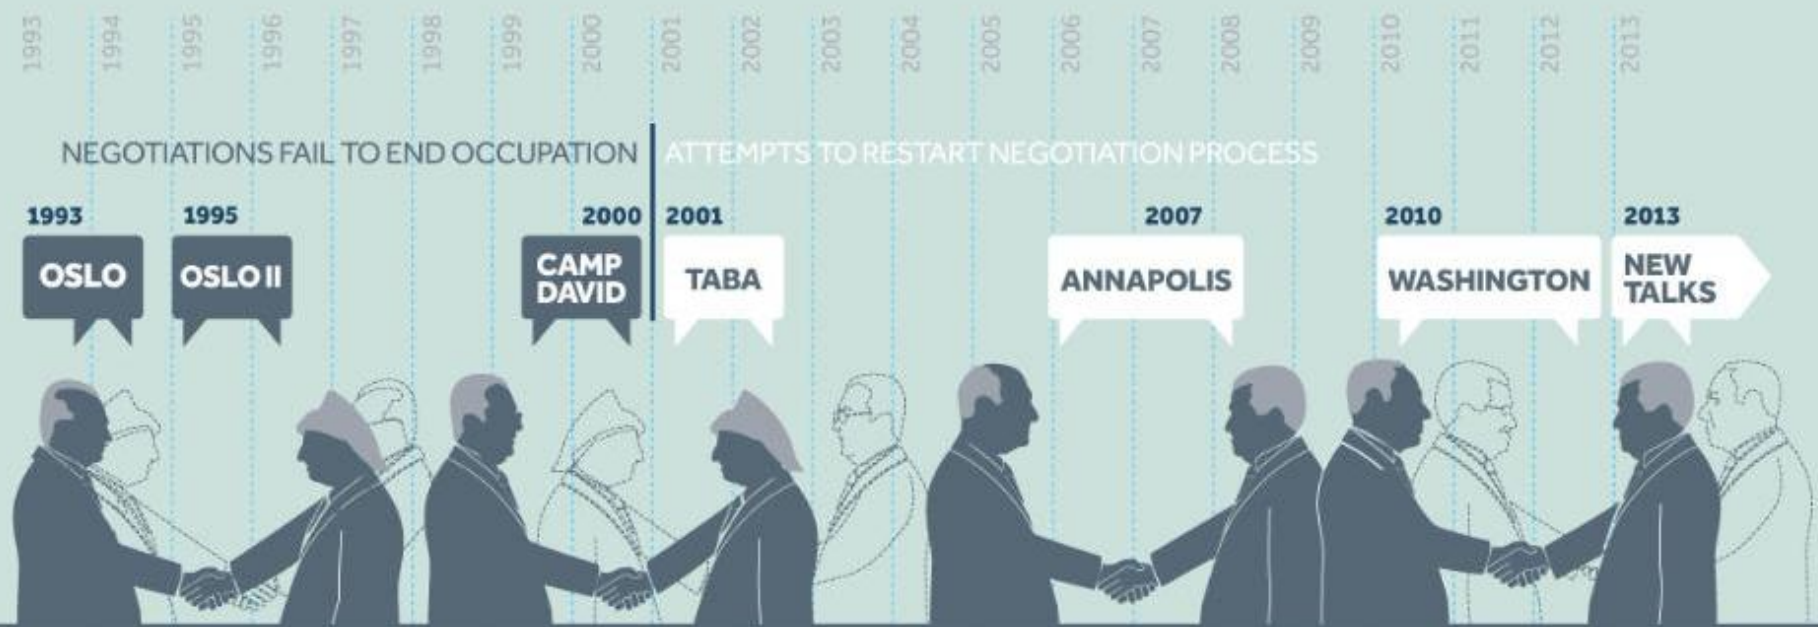 1993
1994
1995
1996
1997
1998
1999
2000
2001
2002
2003
2004
2005
2006
2007
2008
2009
2010
2011
2012
2013
NEGOTIATIONS FAIL TO END OCCUPATION
ATTEMPTS TO RESTART NEGOTIATION PROCESS
1993
OSLO
1995
OSLO II
2000
CAMP
DAVID
2001
TABA
2007
ANNAPOLIS
2010
WASHINGTON
2013
NEW
TALKS